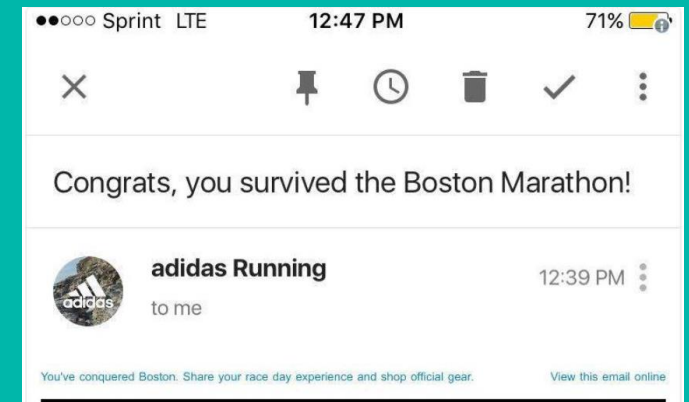 ●●○○○ Sprint LTE 12:47 PM 71%
Congrats, you survived the Boston Marathon!
adidas
adidas Running 12:39 PM
to me
You've conquered Boston. Share your race day experience and shop official gear. View this email online